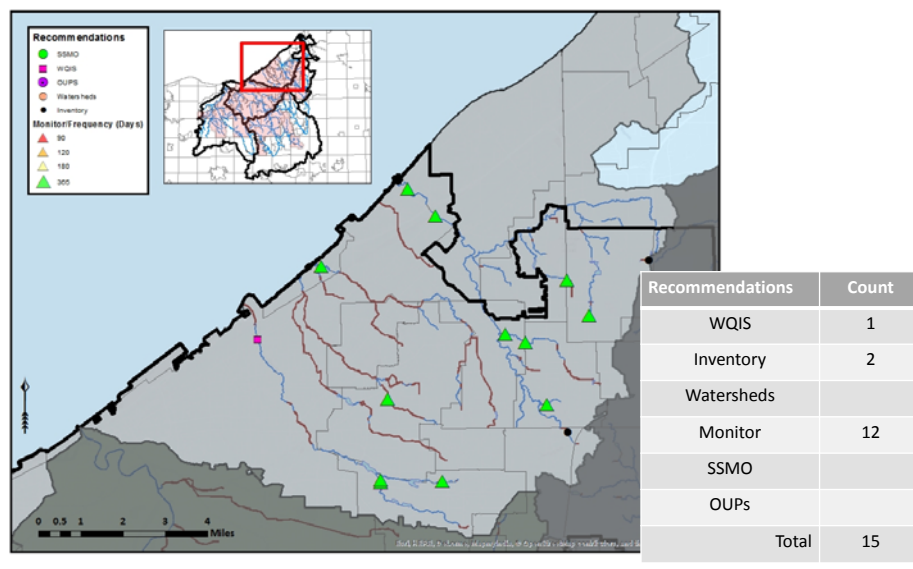 Recommendations
SSMO
WQIS
OUPS
Watersheds
Inventory
Monitor/Frequency (Days)
90
120
180
365
0 0.5 1 2 3 4
Miles
Recommendations Count
WQIS 1
Inventory 2
Watersheds
Monitor 12
SSMO
OUPs
Total 15